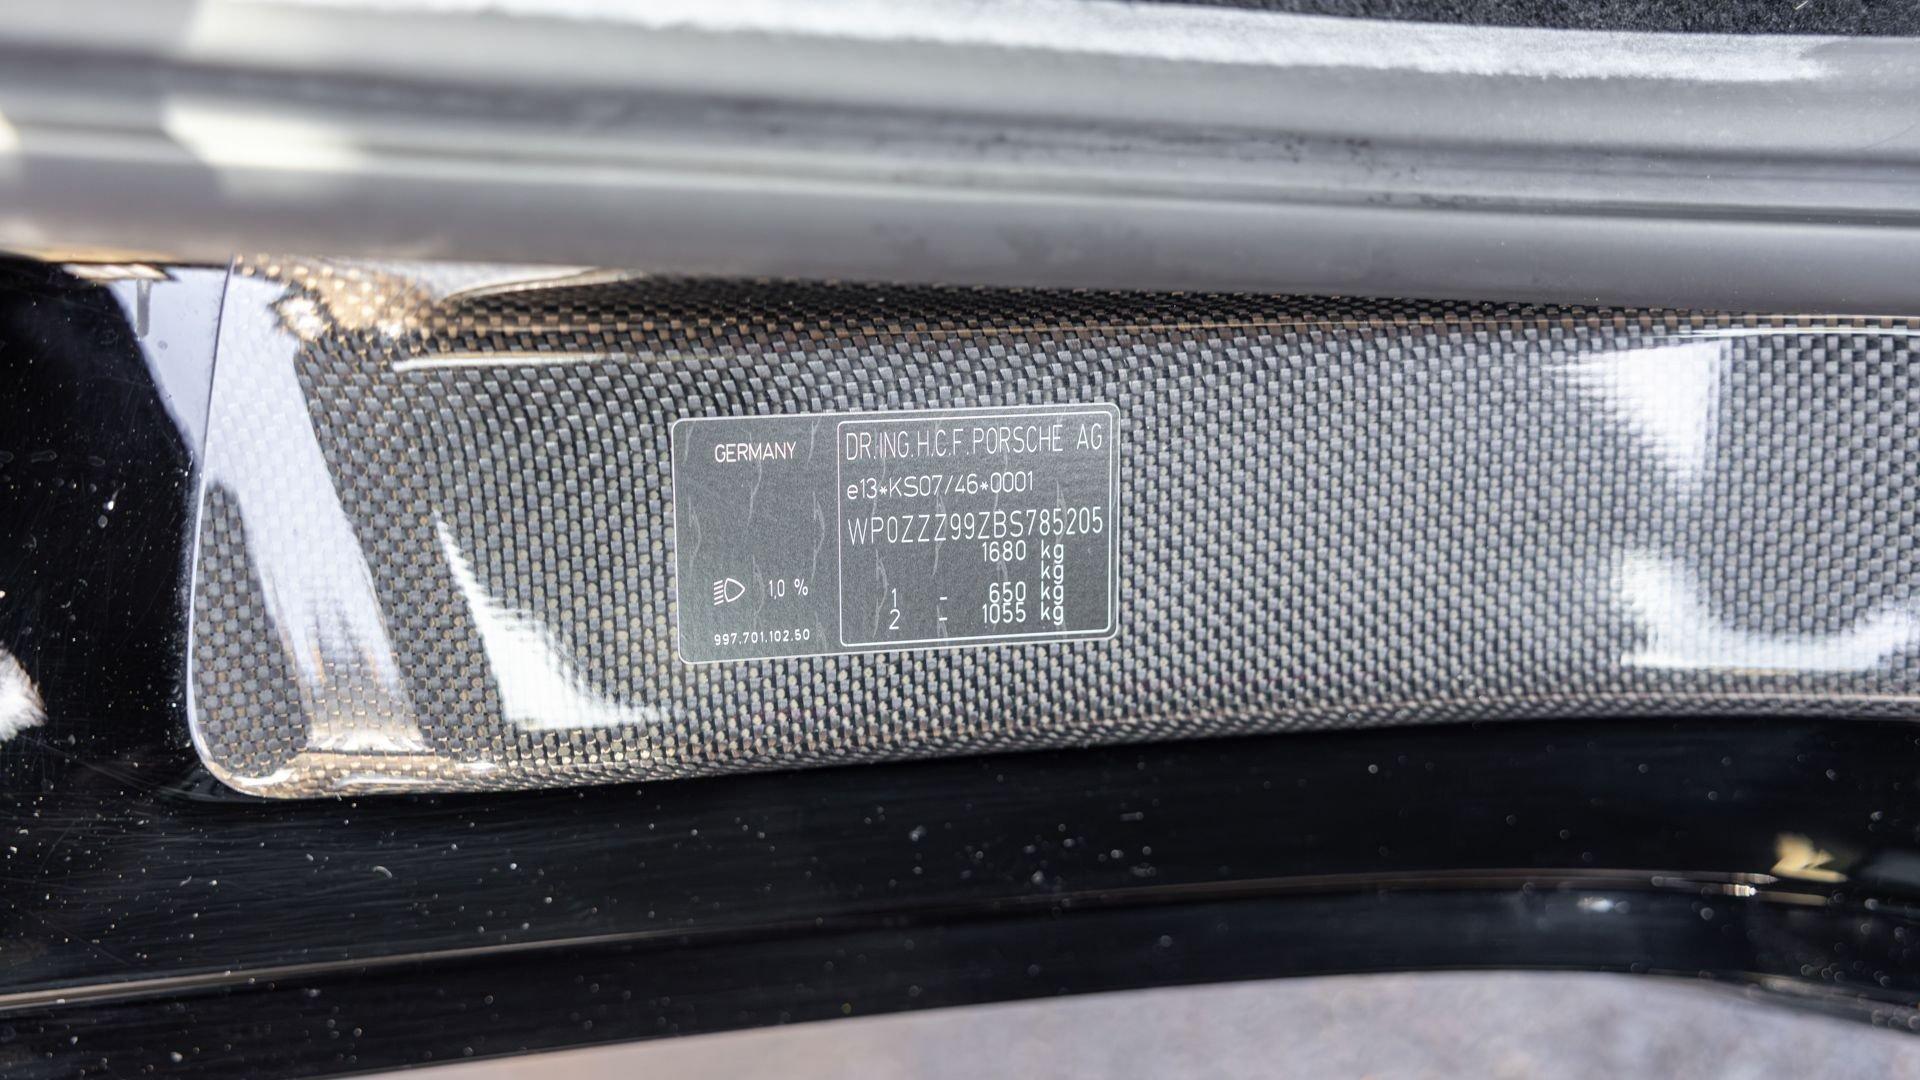 GERMANY
1,0 %
997.701.102.50
DR.ING.H.C.F.PORSCHE AG
e13*KS07/46*0001
WP0ZZZ99ZBS785205
1680 kg
kg
1 - 650 kg
2 - 1055 kg